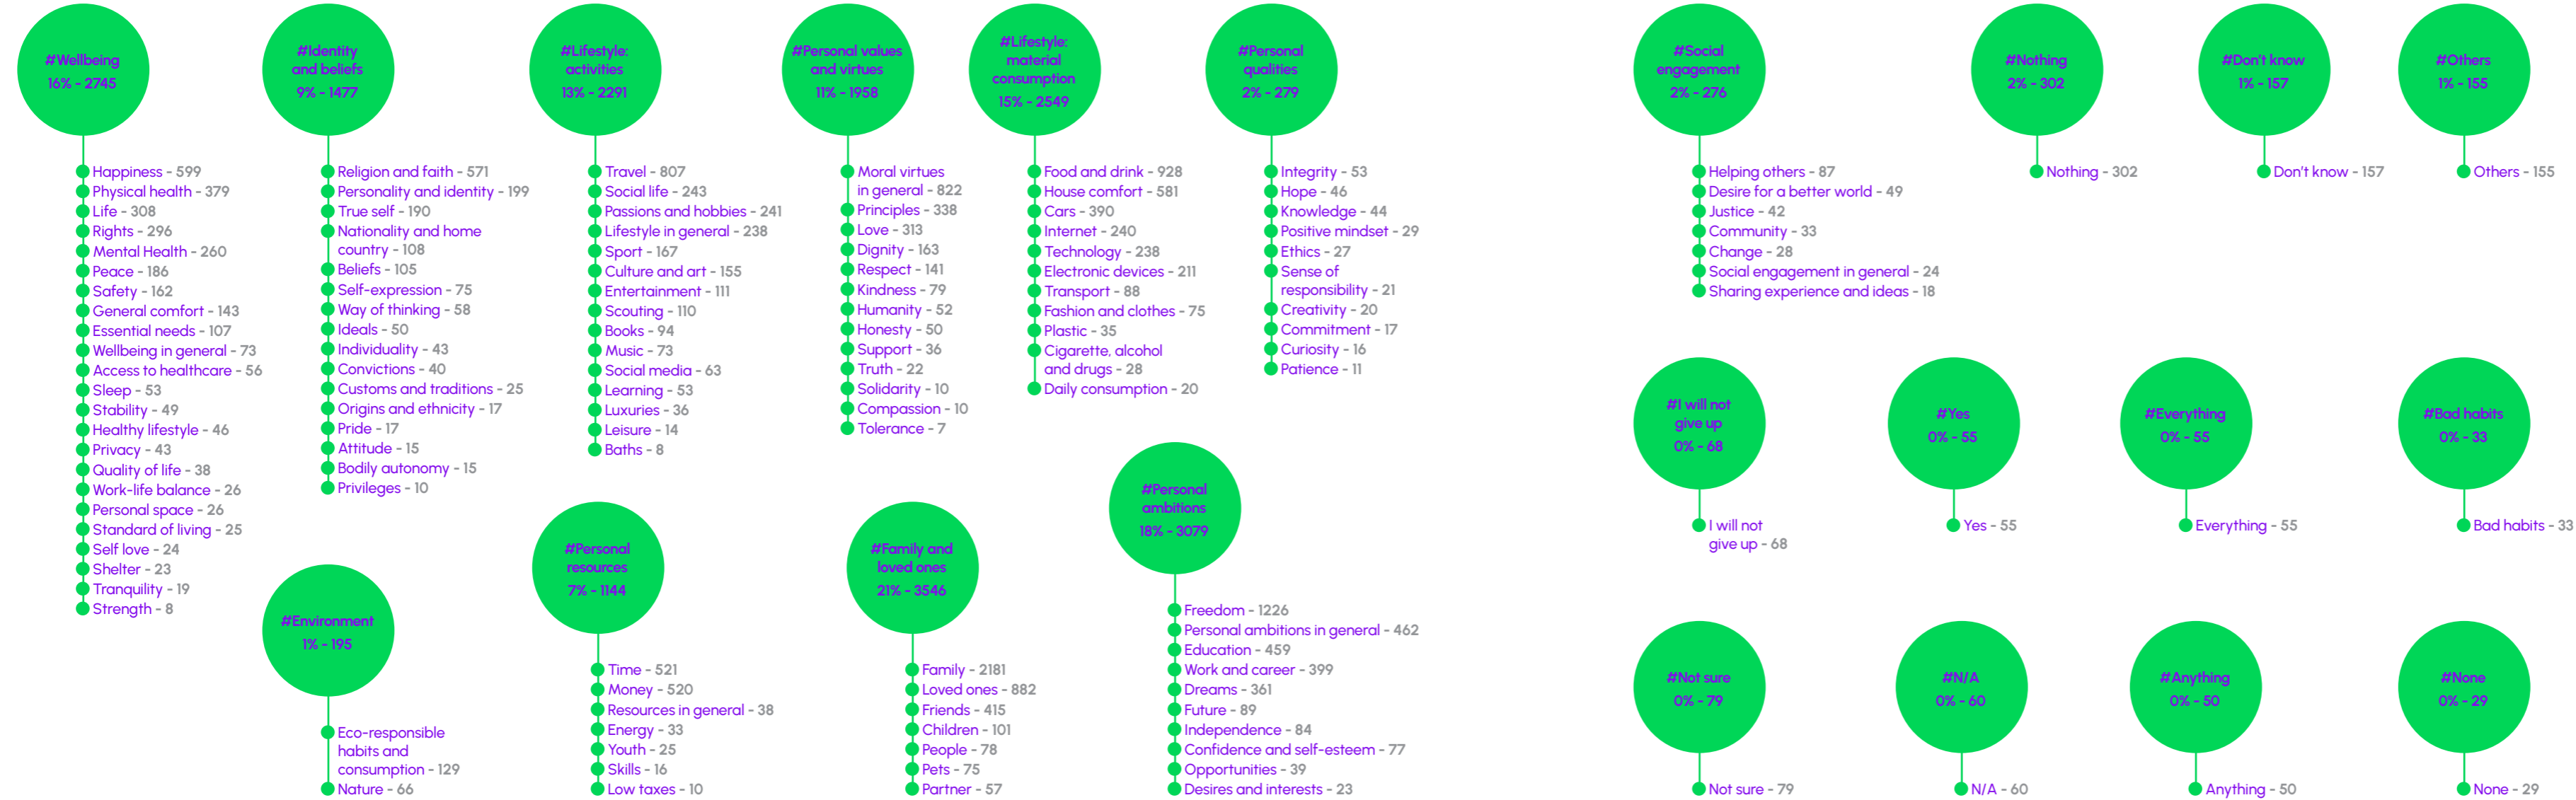 #Wellbeing
16% - 2745
Happiness - 599
Physical health - 379
Life - 308
Rights - 296
Mental Health - 260
Peace - 186
Safety - 162
General comfort - 143
Essential needs - 107
Wellbeing in general - 73
Access to healthcare - 56
Sleep - 53
Stability - 49
Healthy lifestyle - 46
Privacy - 43
Quality of life - 38
Work-life balance - 26
Personal space - 26
Standard of living - 25
Self love - 24
Shelter - 23
Tranquility - 19
Strength - 8
#Identity
and beliefs
9% - 1477
Religion and faith - 571
Personality and identity - 199
True self - 190
Nationality and home
country - 108
Beliefs - 105
Self-expression - 75
Way of thinking - 58
Ideals - 50
Individuality - 43
Convictions - 40
Customs and traditions - 25
Origins and ethnicity - 17
Pride - 17
Attitude - 15
Bodily autonomy - 15
Privileges - 10
#Environment
1% - 195
Eco-responsible
habits and
consumption - 129
Nature - 66
#Lifestyle:
activities
13% - 2291
Travel - 807
Social life - 243
Passions and hobbies - 241
Lifestyle in general - 238
Sport - 167
Culture and art - 155
Entertainment - 111
Scouting - 110
Books - 94
Music - 73
Social media - 63
Learning - 53
Luxuries - 36
Leisure - 14
Baths - 8
#Personal
resources
7% - 1144
Time - 521
Money - 520
Resources in general - 38
Energy - 33
Youth - 25
Skills - 16
Low taxes - 10
#Personal values
and virtues
11% - 1958
Moral virtues
in general - 822
Principles - 338
Love - 313
Dignity - 163
Respect - 141
Kindness - 79
Humanity - 52
Honesty - 50
Support - 36
Truth - 22
Solidarity - 10
Compassion - 10
Tolerance - 7
#Family and
loved ones
21% - 3546
Family - 2181
Loved ones - 882
Friends - 415
Children - 101
People - 78
Pets - 75
Partner - 57
#Lifestyle:
material
consumption
15% - 2549
Food and drink - 928
House comfort - 581
Cars - 390
Internet - 240
Technology - 238
Electronic devices - 211
Transport - 88
Fashion and clothes - 75
Plastic - 35
Cigarette, alcohol
and drugs - 28
Daily consumption - 20
#Personal
qualities
2% - 279
Integrity - 53
Hope - 46
Knowledge - 44
Positive mindset - 29
Ethics - 27
Sense of
responsibility - 21
Creativity - 20
Commitment - 17
Curiosity - 16
Patience - 11
#Personal
ambitions
18% - 3079
Freedom - 1226
Personal ambitions in general - 462
Education - 459
Work and career - 399
Dreams - 361
Future - 89
Independence - 84
Confidence and self-esteem - 77
Opportunities - 39
Desires and interests - 23
#Social
engagement
2% - 276
Helping others - 87
Desire for a better world - 49
Justice - 42
Community - 33
Change - 28
Social engagement in general - 24
Sharing experience and ideas - 18
#Nothing
2% - 302
Nothing - 302
#Don't know
1% - 157
Don't know - 157
#Others
1% - 155
Others - 155
#I will not
give up
0% - 68
I will not
give up - 68
#Yes
0% - 55
Yes - 55
#Everything
0% - 55
Everything - 55
#Bad habits
0% - 33
Bad habits - 33
#Not sure
0% - 79
Not sure - 79
#N/A
0% - 60
N/A - 60
#Anything
0% - 50
Anything - 50
#None
0% - 29
None - 29